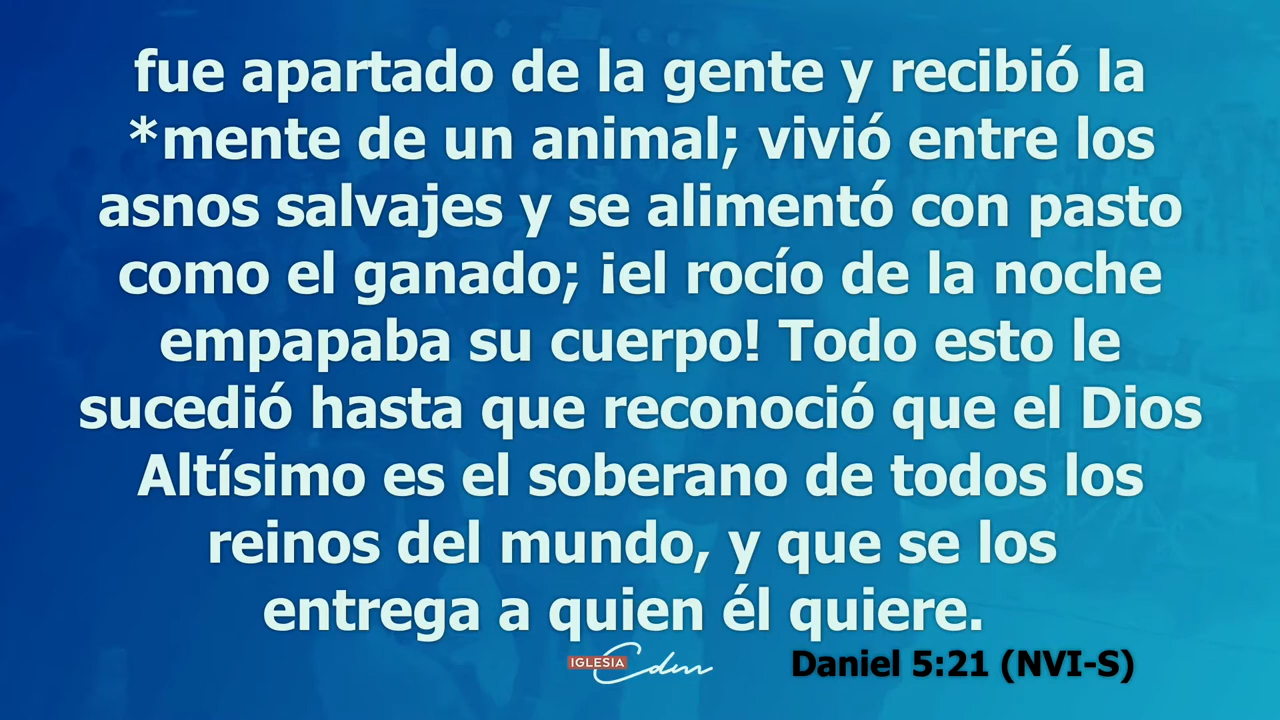 fue apartado de la gente y recibió la
*mente de un animal; vivió entre los
asnos salvajes y se alimentó con pasto
como el ganado; ¡el rocío de la noche
empapaba su cuerpo! Todo esto le
sucedió hasta que reconoció que el Dios
Altísimo es el soberano de todos los
reinos del mundo, y que se los
entrega a quien él quiere.
IGLESIA Cdm
Daniel 5:21 (NVI-S)